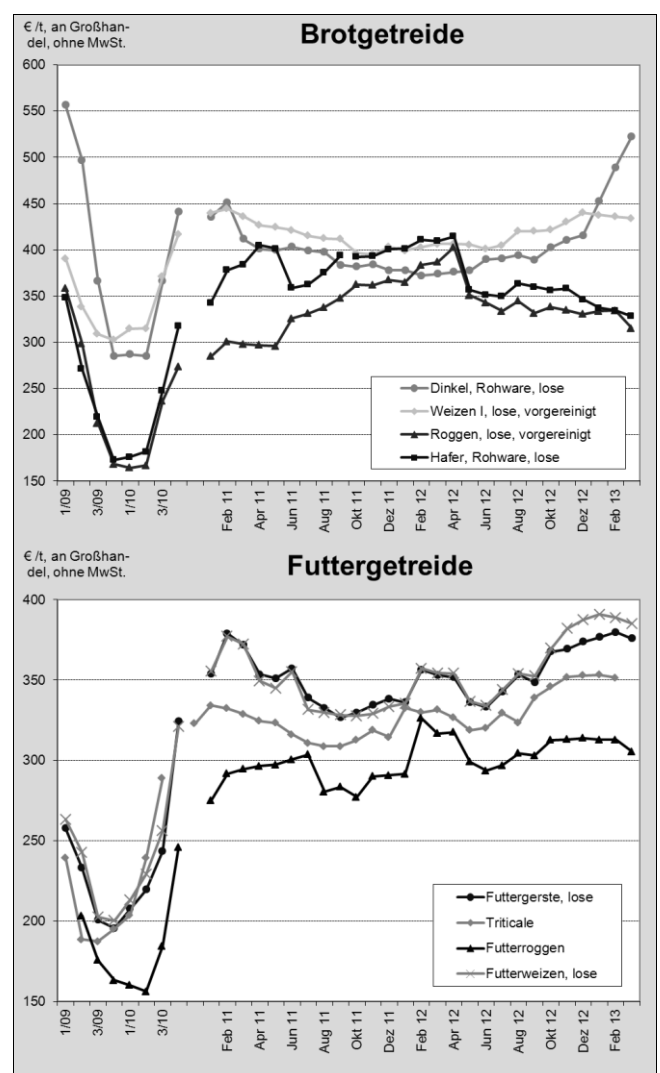 € /t, an Großhan-
del, ohne MwSt.
Brotgetreide
600
550
500
450
400
350
300
250
200
150
Dinkel, Rohware, lose
Weizen I, lose, vorgereinigt
Roggen, lose, vorgereinigt
Hafer, Rohware, lose
1/09
3/09
1/10
3/10
Feb 11
Apr 11
Jun 11
Aug 11
Okt 11
Dez 11
Feb 12
Apr 12
Jun 12
Aug 12
Okt 12
Dez 12
Feb 13
€ /t, an Großhan-
del, ohne MwSt.
Futtergetreide
400
350
300
250
200
150
Futtergerste, lose
Triticale
Futterroggen
Futterweizen, lose
1/09
3/09
1/10
3/10
Feb 11
Apr 11
Jun 11
Aug 11
Okt 11
Dez 11
Feb 12
Apr 12
Jun 12
Aug 12
Okt 12
Dez 12
Feb 13